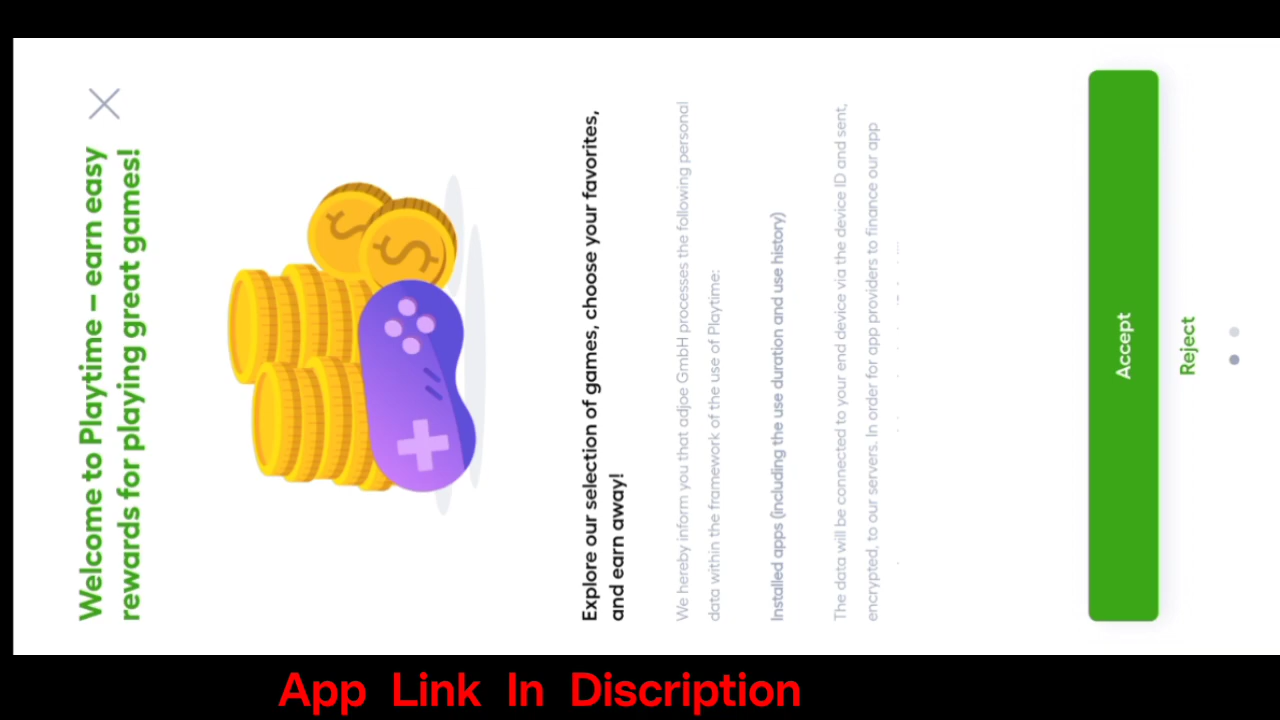 Welcome to Playtime – earn easy
rewards for playing great games!
Explore our selection of games, choose your favorites,
and earn away!
We hereby inform you that adjoe GmbH processes the following personal
data within the framework of the use of Playtime:
Installed apps (including the use duration and use history)
The data will be connected to your end device via the device ID and sent,
encrypted, to our servers. In order for app providers to finance our app
Accept
Reject
App Link In Discription